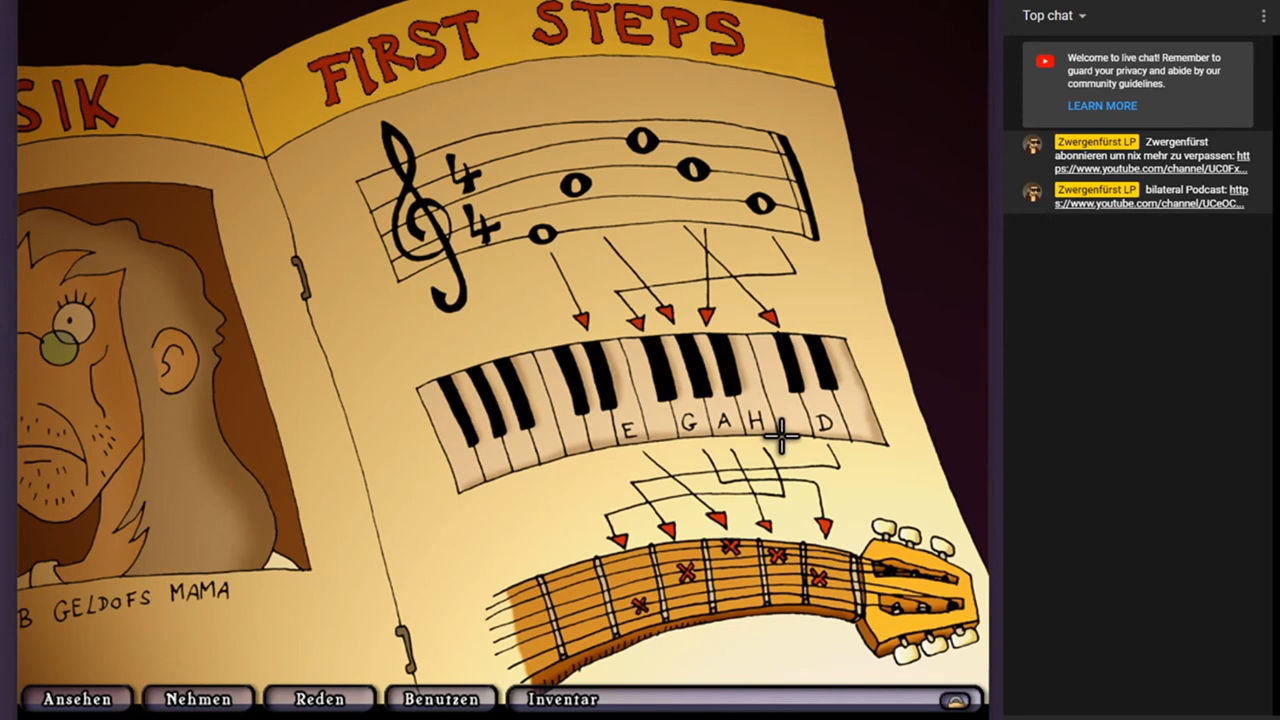 SIK
FIRST STEPS
4
4
E G A H D
B GELDOFS MAMA
Ansehen
Nehmen
Reden
Benutzen
Inventar
Top chat
Welcome to live chat! Remember to
guard your privacy and abide by our
community guidelines.
LEARN MORE
Zwergenfürst LP Zwergenfürst
abonnieren um nix mehr zu verpassen: htt
ps://www.youtube.com/channel/UC0Fx...
Zwergenfürst LP bilateral Podcast: http
s://www.youtube.com/channel/UCeOC...